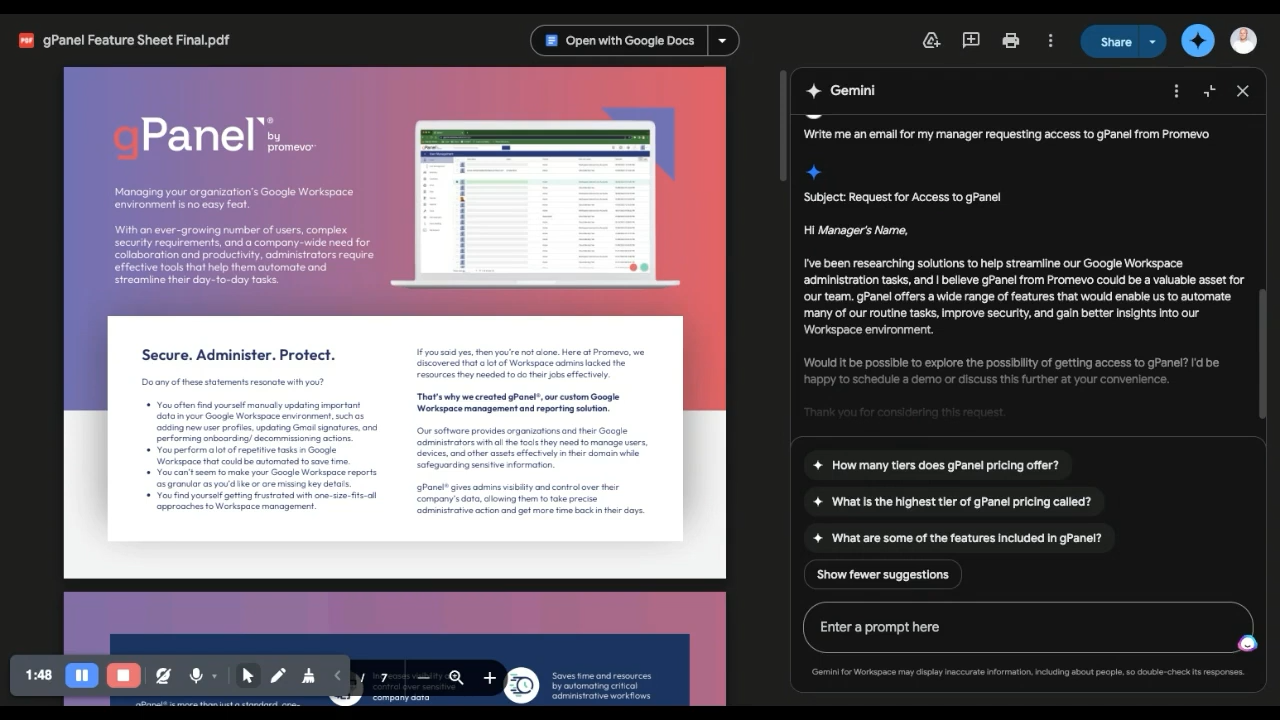 PDF
gPanel Feature Sheet Final.pdf
Open with Google Docs
Share
gPanel®
by
promevo
Managing your organization's Google Workspace
environment is no easy feat.
With an ever-growing number of users, complex
security requirements, and a company-wide need for
collaboration and productivity, administrators require
effective tools that help them automate and
streamline their day-to-day tasks.
Secure. Administer. Protect.
Do any of these statements resonate with you?
• You often find yourself manually updating important
data in your Google Workspace environment, such as
adding new user profiles, updating Gmail signatures, and
performing onboarding/ decommissioning actions.
• You perform a lot of repetitive tasks in Google
Workspace that could be automated to save time.
• You can't seem to make your Google Workspace reports
as granular as you'd like or are missing key details.
• You find yourself getting frustrated with one-size-fits-all
approaches to Workspace management.
If you said yes, then you're not alone. Here at Promevo, we
discovered that a lot of Workspace admins lacked the
resources they needed to do their jobs effectively.
That's why we created gPanel®, our custom Google
Workspace management and reporting solution.
Our software provides organizations and their Google
administrators with all the tools they need to manage users,
devices, and other assets effectively in their domain while
safeguarding sensitive information.
gPanel® gives admins visibility and control over their
company's data, allowing them to take precise
administrative action and get more time back in their days.
1:48
/ 7
Increases visibility
control over sensitive
company data
Saves time and resources
by automating critical
administrative workflows
gPanel® is more than just a standard, one-
Gemini
Write me an email for my manager requesting access to gPanel from Promevo
Subject: Request for Access to gPanel
Hi Manager's Name,
I've been researching solutions to help streamline our Google Workspace
administration tasks, and I believe gPanel from Promevo could be a valuable asset for
our team. gPanel offers a wide range of features that would enable us to automate
many of our routine tasks, improve security, and gain better insights into our
Workspace environment.
Would it be possible to explore the possibility of getting access to gPanel? I'd be
happy to schedule a demo or discuss this further at your convenience.
Thank you for considering this request.
How many tiers does gPanel pricing offer?
What is the highest tier of gPanel pricing called?
What are some of the features included in gPanel?
Show fewer suggestions
Enter a prompt here
Gemini for Workspace may display inaccurate information, including about people, so double-check its responses.